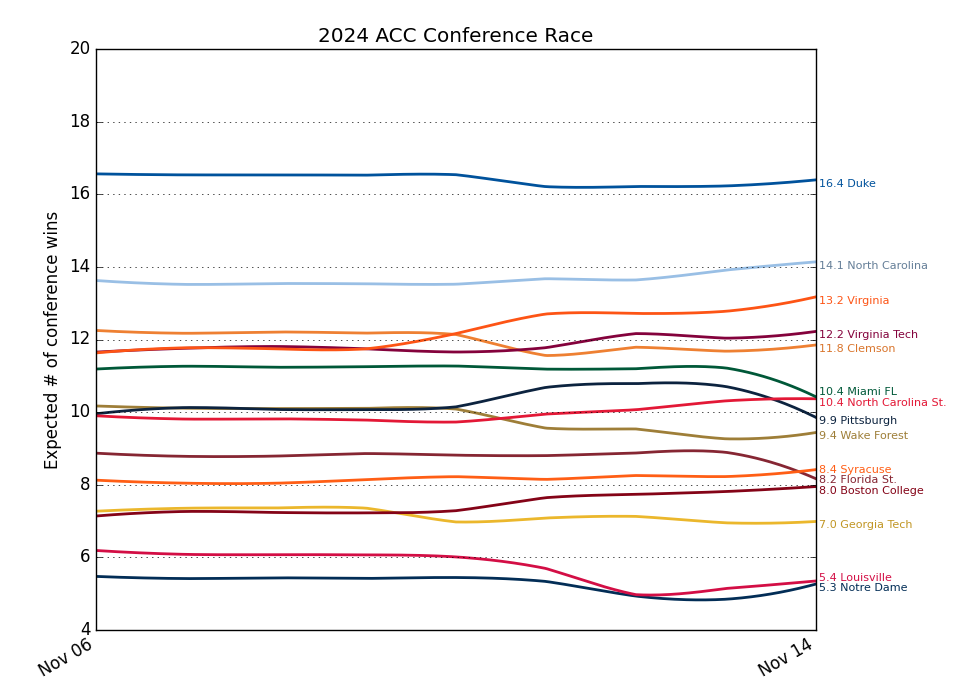 2024 ACC Conference Race
Expected # of conference wins
20
18
16
14
12
10
8
6
4
Nov 06
Nov 14
16.4 Duke
14.1 North Carolina
13.2 Virginia
12.2 Virginia Tech
11.8 Clemson
10.4 Miami FL
10.4 North Carolina St.
9.9 Pittsburgh
9.4 Wake Forest
8.4 Syracuse
8.2 Florida St.
8.0 Boston College
7.0 Georgia Tech
5.4 Louisville
5.3 Notre Dame